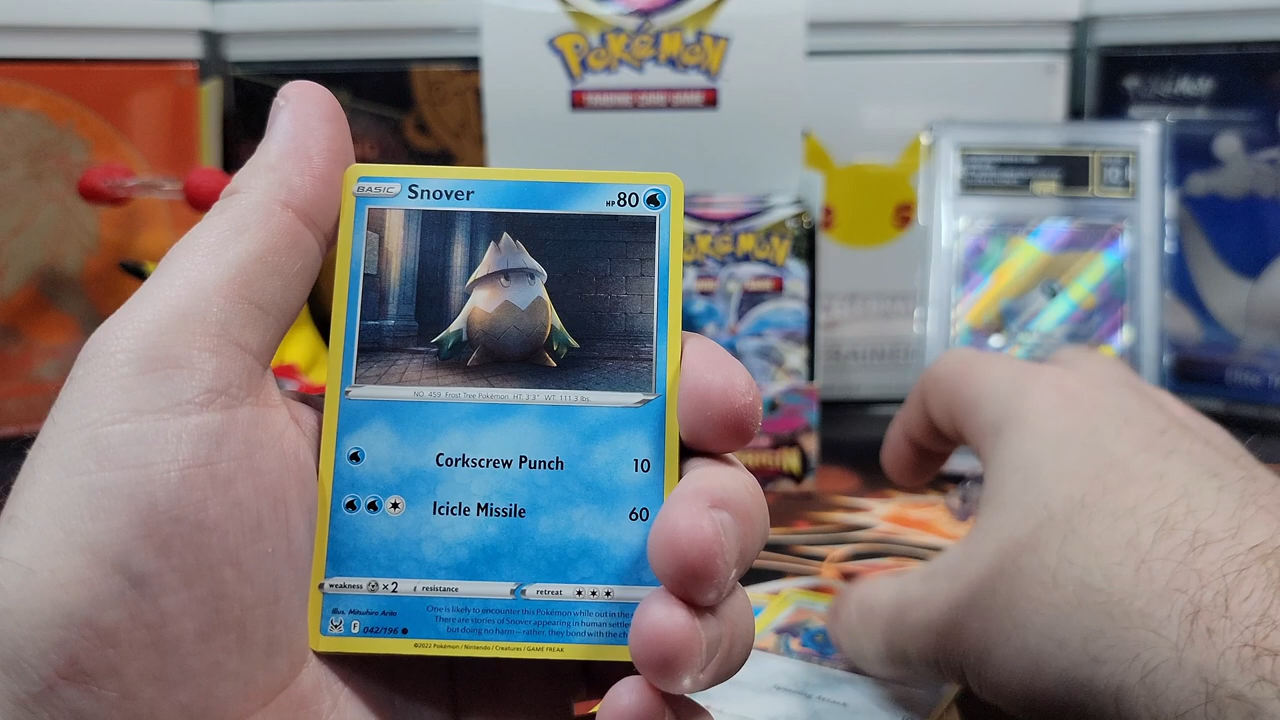 POKéMON
TRADING CARD GAME
BASIC Snover HP 80
NO. 459 Frost Tree Pokémon HT: 3'3" WT: 111.3 lbs.
Corkscrew Punch 10
Icicle Missile 60
weakness ×2 resistance retreat
Illus. Mitsuhiro Arita
F 042/196
One is likely to encounter this Pokémon while out in the
There are stories of Snover appearing in human settle
but doing no harm – rather, they bond with the ch
©2022 Pokémon / Nintendo / Creatures / GAME FREAK
POKéMON